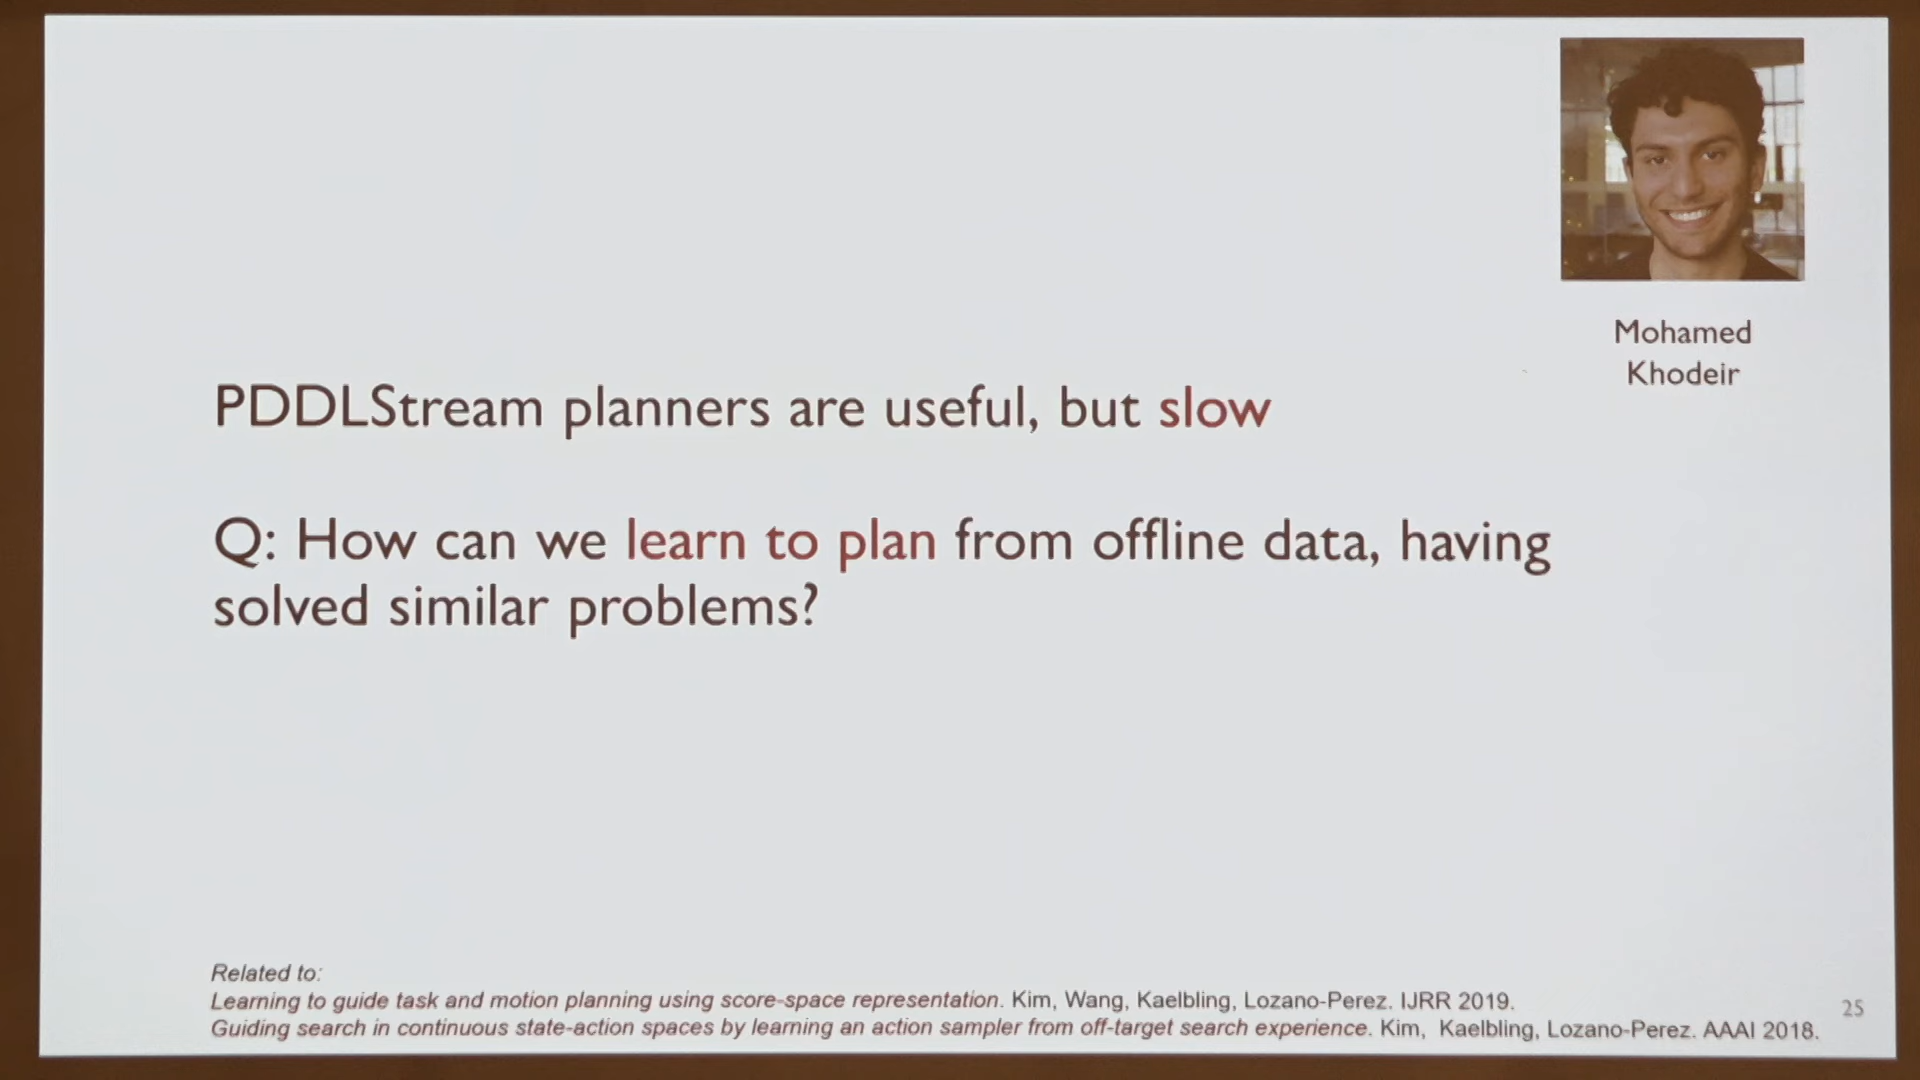 Mohamed
Khodeir
PDDLStream planners are useful, but slow
Q: How can we learn to plan from offline data, having
solved similar problems?
Related to:
Learning to guide task and motion planning using score-space representation. Kim, Wang, Kaelbling, Lozano-Perez. IJRR 2019.
Guiding search in continuous state-action spaces by learning an action sampler from off-target search experience. Kim, Kaelbling, Lozano-Perez. AAAI 2018.
25